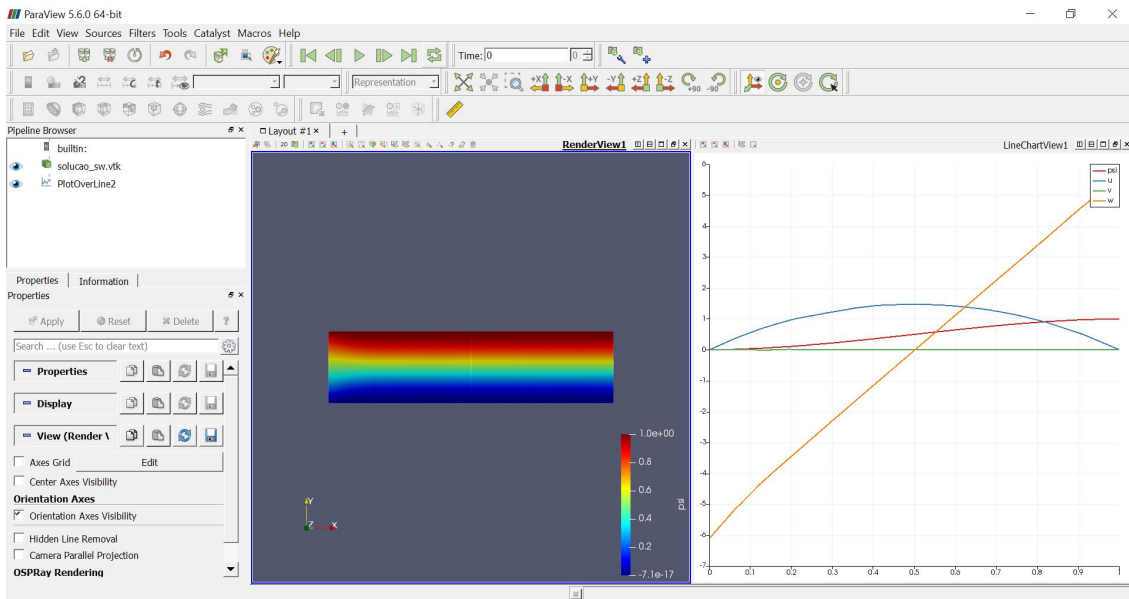 ParaView 5.6.0 64-bit
File Edit View Sources Filters Tools Catalyst Macros Help
Time: 0 0
Representation +X -X +Y -Y +Z -Z +90 -90
Pipeline Browser
builtin:
solucao_sw.vtk
PlotOverLine2
Properties Information
Properties
Apply Reset Delete ?
Search ... (use Esc to clear text)
Properties
Display
View (Render \
Axes Grid Edit
Center Axes Visibility
Orientation Axes
Orientation Axes Visibility
Hidden Line Removal
Camera Parallel Projection
OSPRay Rendering
Layout #1 × +
2D RenderView1
Y
Z X
1.0e+00
0.8
0.6
0.4
0.2
-7.1e-17
psi
LineChartView1
psi
u
v
w
6
5
4
3
2
1
0
-1
-2
-3
-4
-5
-6
-7
0 0.1 0.2 0.3 0.4 0.5 0.6 0.7 0.8 0.9 1